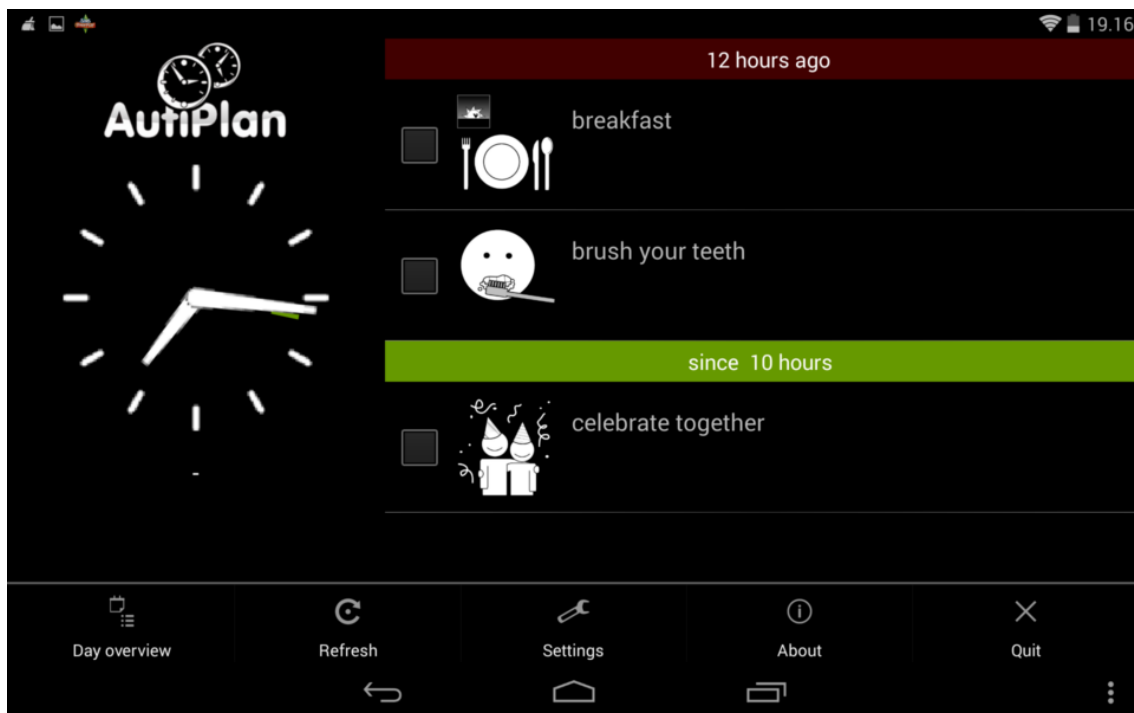 19.16
AutiPlan
12 hours ago
breakfast
brush your teeth
since 10 hours
celebrate together
-
Day overview
Refresh
Settings
About
Quit